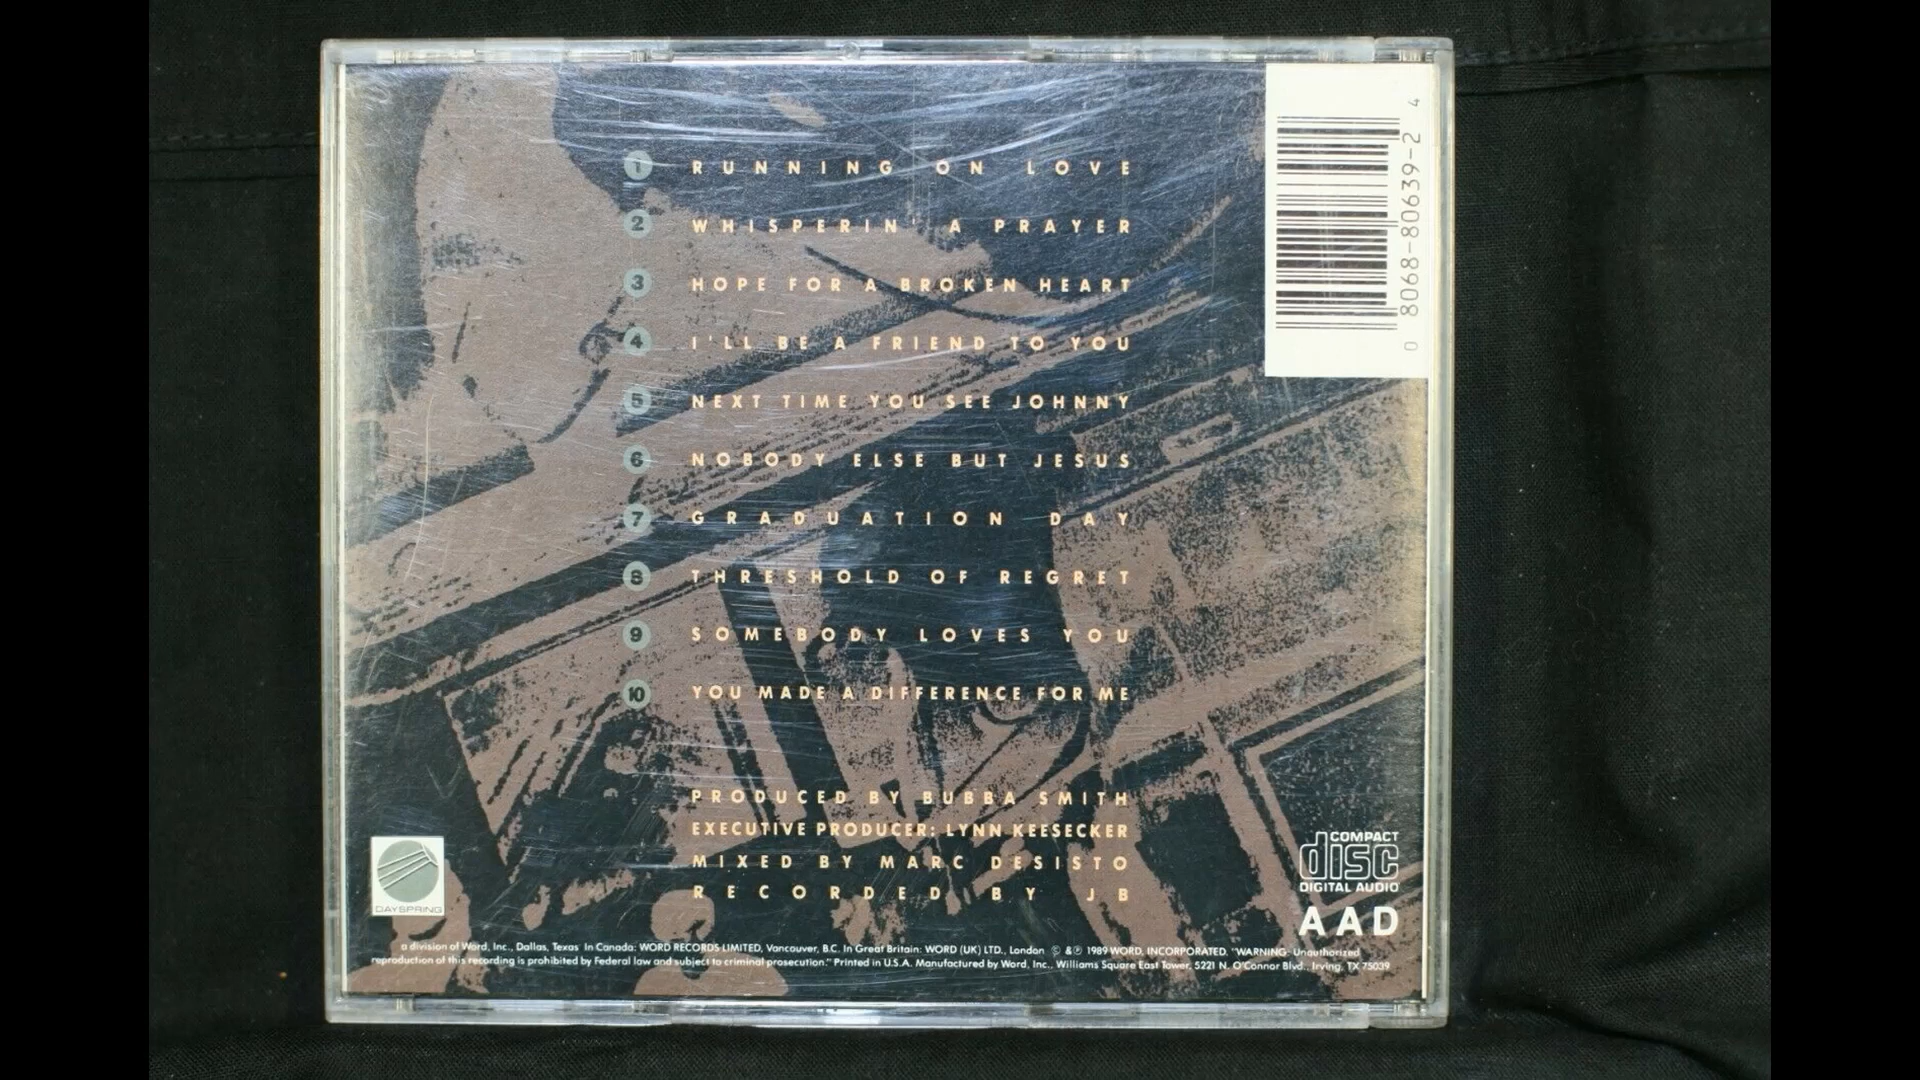 1 RUNNING ON LOVE
2 WHISPERIN' A PRAYER
3 HOPE FOR A BROKEN HEART
4 I'LL BE A FRIEND TO YOU
5 NEXT TIME YOU SEE JOHNNY
6 NOBODY ELSE BUT JESUS
7 GRADUATION DAY
8 THRESHOLD OF REGRET
9 SOMEBODY LOVES YOU
10 YOU MADE A DIFFERENCE FOR ME
0 8068-80639-2 4
PRODUCED BY BUBBA SMITH
EXECUTIVE PRODUCER: LYNN KEESECKER
MIXED BY MARC DESISTO
RECORDED BY JB
DAYSPRING
COMPACT
disc
DIGITAL AUDIO
AAD
a division of Word, Inc., Dallas, Texas In Canada: WORD RECORDS LIMITED, Vancouver, B.C. In Great Britain: WORD (UK) LTD., London © & ℗ 1989 WORD, INCORPORATED. "WARNING: Unauthorized
reproduction of this recording is prohibited by Federal law and subject to criminal prosecution." Printed in U.S.A. Manufactured by Word, Inc., Williams Square East Tower, 5221 N. O'Connor Blvd., Irving, TX 75039